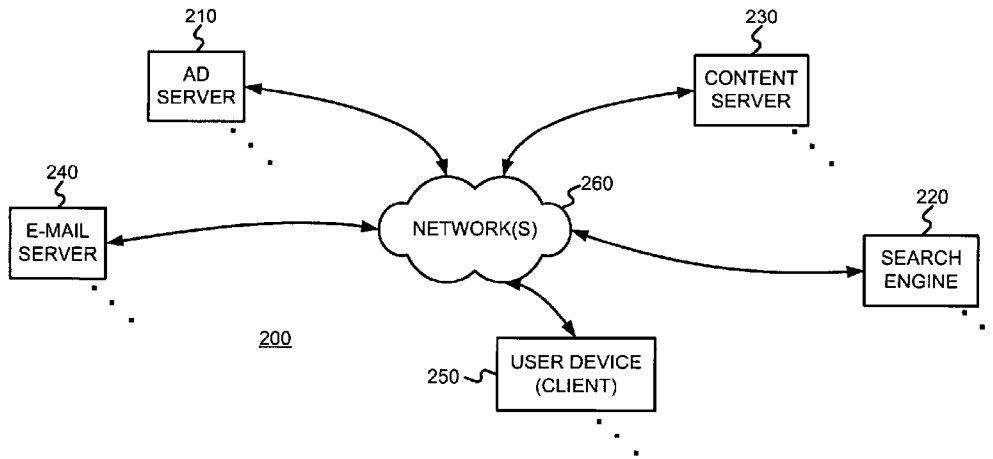 210
AD
SERVER
230
CONTENT
SERVER
240
E-MAIL
SERVER
260
NETWORK(S)
220
SEARCH
ENGINE
200
250
USER DEVICE
(CLIENT)